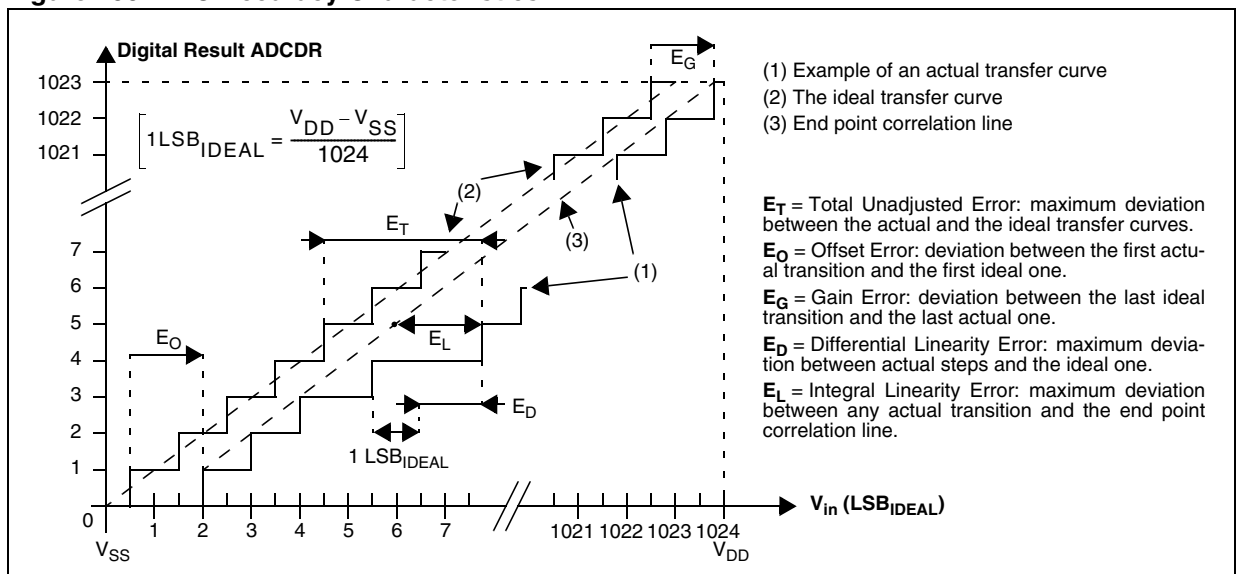 Digital Result ADCDR
1023
1022
1021
7
6
5
4
3
2
1
0
1LSB_IDEAL = (V_DD – V_SS) / 1024
E_G
(2)
E_T
(3)
(1)
E_O
E_L
E_D
1 LSB_IDEAL
1 2 3 4 5 6 7 1021 1022 1023 1024
V_in (LSB_IDEAL)
V_SS
V_DD
(1) Example of an actual transfer curve
(2) The ideal transfer curve
(3) End point correlation line
E_T = Total Unadjusted Error: maximum deviation
between the actual and the ideal transfer curves.
E_O = Offset Error: deviation between the first actu-
al transition and the first ideal one.
E_G = Gain Error: deviation between the last ideal
transition and the last actual one.
E_D = Differential Linearity Error: maximum devia-
tion between actual steps and the ideal one.
E_L = Integral Linearity Error: maximum deviation
between any actual transition and the end point
correlation line.